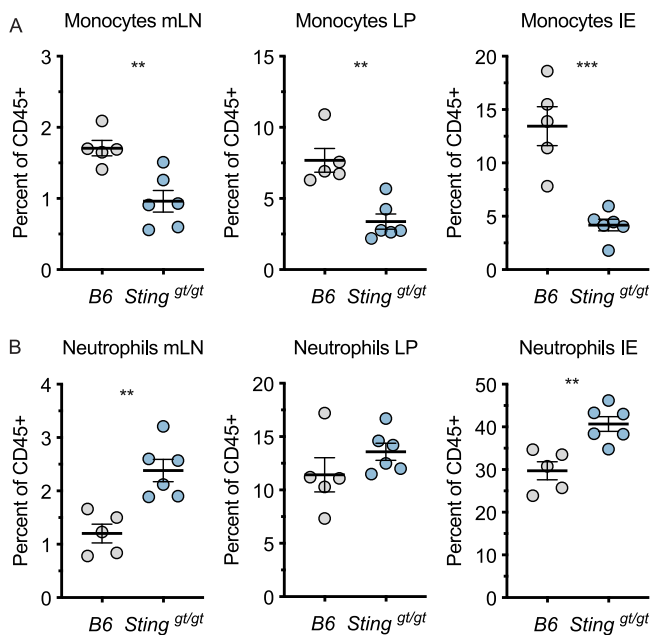 A
Monocytes mLN
Monocytes LP
Monocytes IE
Percent of CD45+
3
2
1
0
**
B6 Sting gt/gt
Percent of CD45+
15
10
5
0
**
B6 Sting gt/gt
Percent of CD45+
20
15
10
5
0
***
B6 Sting gt/gt
B
Neutrophils mLN
Neutrophils LP
Neutrophils IE
Percent of CD45+
4
3
2
1
0
**
B6 Sting gt/gt
Percent of CD45+
20
15
10
5
0
B6 Sting gt/gt
Percent of CD45+
50
40
30
20
10
0
**
B6 Sting gt/gt